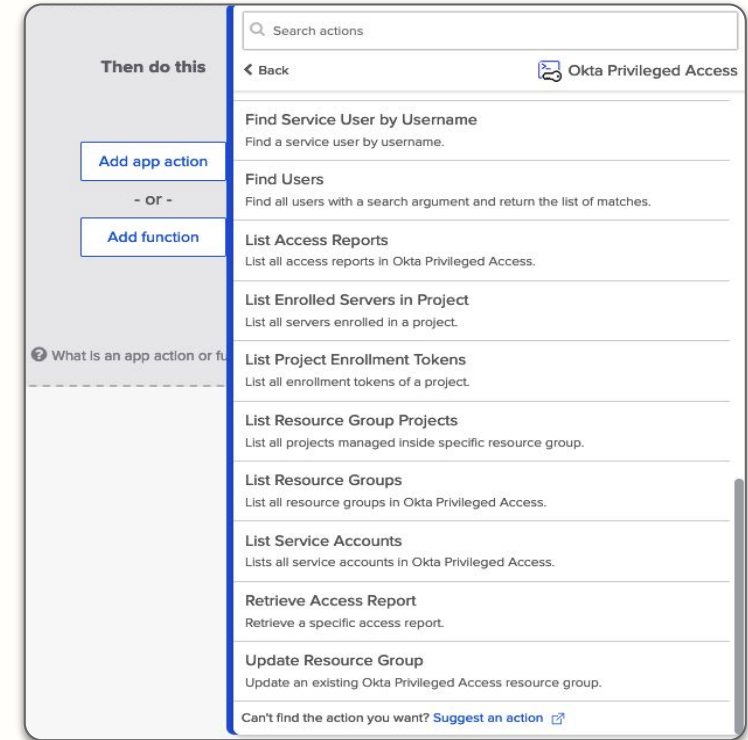 Then do this
Add app action
- or -
Add function
What is an app action or fu
Search actions
Back
Okta Privileged Access
Find Service User by Username
Find a service user by username.
Find Users
Find all users with a search argument and return the list of matches.
List Access Reports
List all access reports in Okta Privileged Access.
List Enrolled Servers in Project
List all servers enrolled in a project.
List Project Enrollment Tokens
List all enrollment tokens of a project.
List Resource Group Projects
List all projects managed inside specific resource group.
List Resource Groups
List all resource groups in Okta Privileged Access.
List Service Accounts
Lists all service accounts in Okta Privileged Access.
Retrieve Access Report
Retrieve a specific access report.
Update Resource Group
Update an existing Okta Privileged Access resource group.
Can't find the action you want? Suggest an action